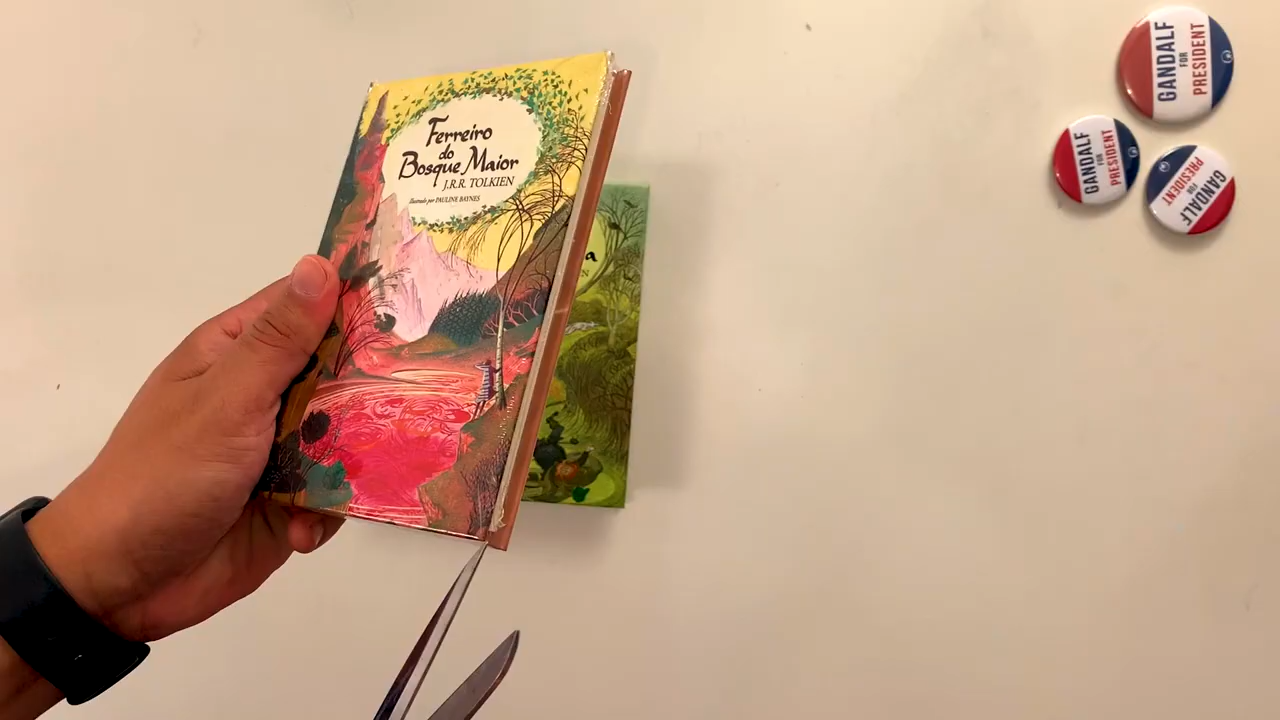 Ferreiro
do
Bosque Maior
J.R.R. TOLKIEN
Ilustrado por PAULINE BAYNES
a
N
GANDALF
FOR
PRESIDENT
GANDALF
FOR
PRESIDENT
GANDALF
FOR
PRESIDENT